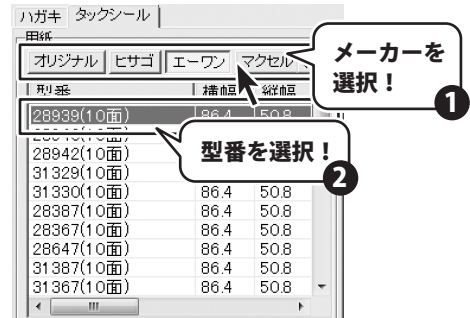 ハガキ タックシール
用紙
オリジナル ヒサゴ エーワン マクセル
メーカーを
選択！
1
型番 横幅 縦幅
28939(10面) 86.4 50.8
型番を選択！
2
28942(10面)
31329(10面)
31330(10面) 86.4 50.8
28387(10面) 86.4 50.8
28367(10面) 86.4 50.8
28647(10面) 86.4 50.8
31387(10面) 86.4 50.8
31367(10面) 86.4 50.8